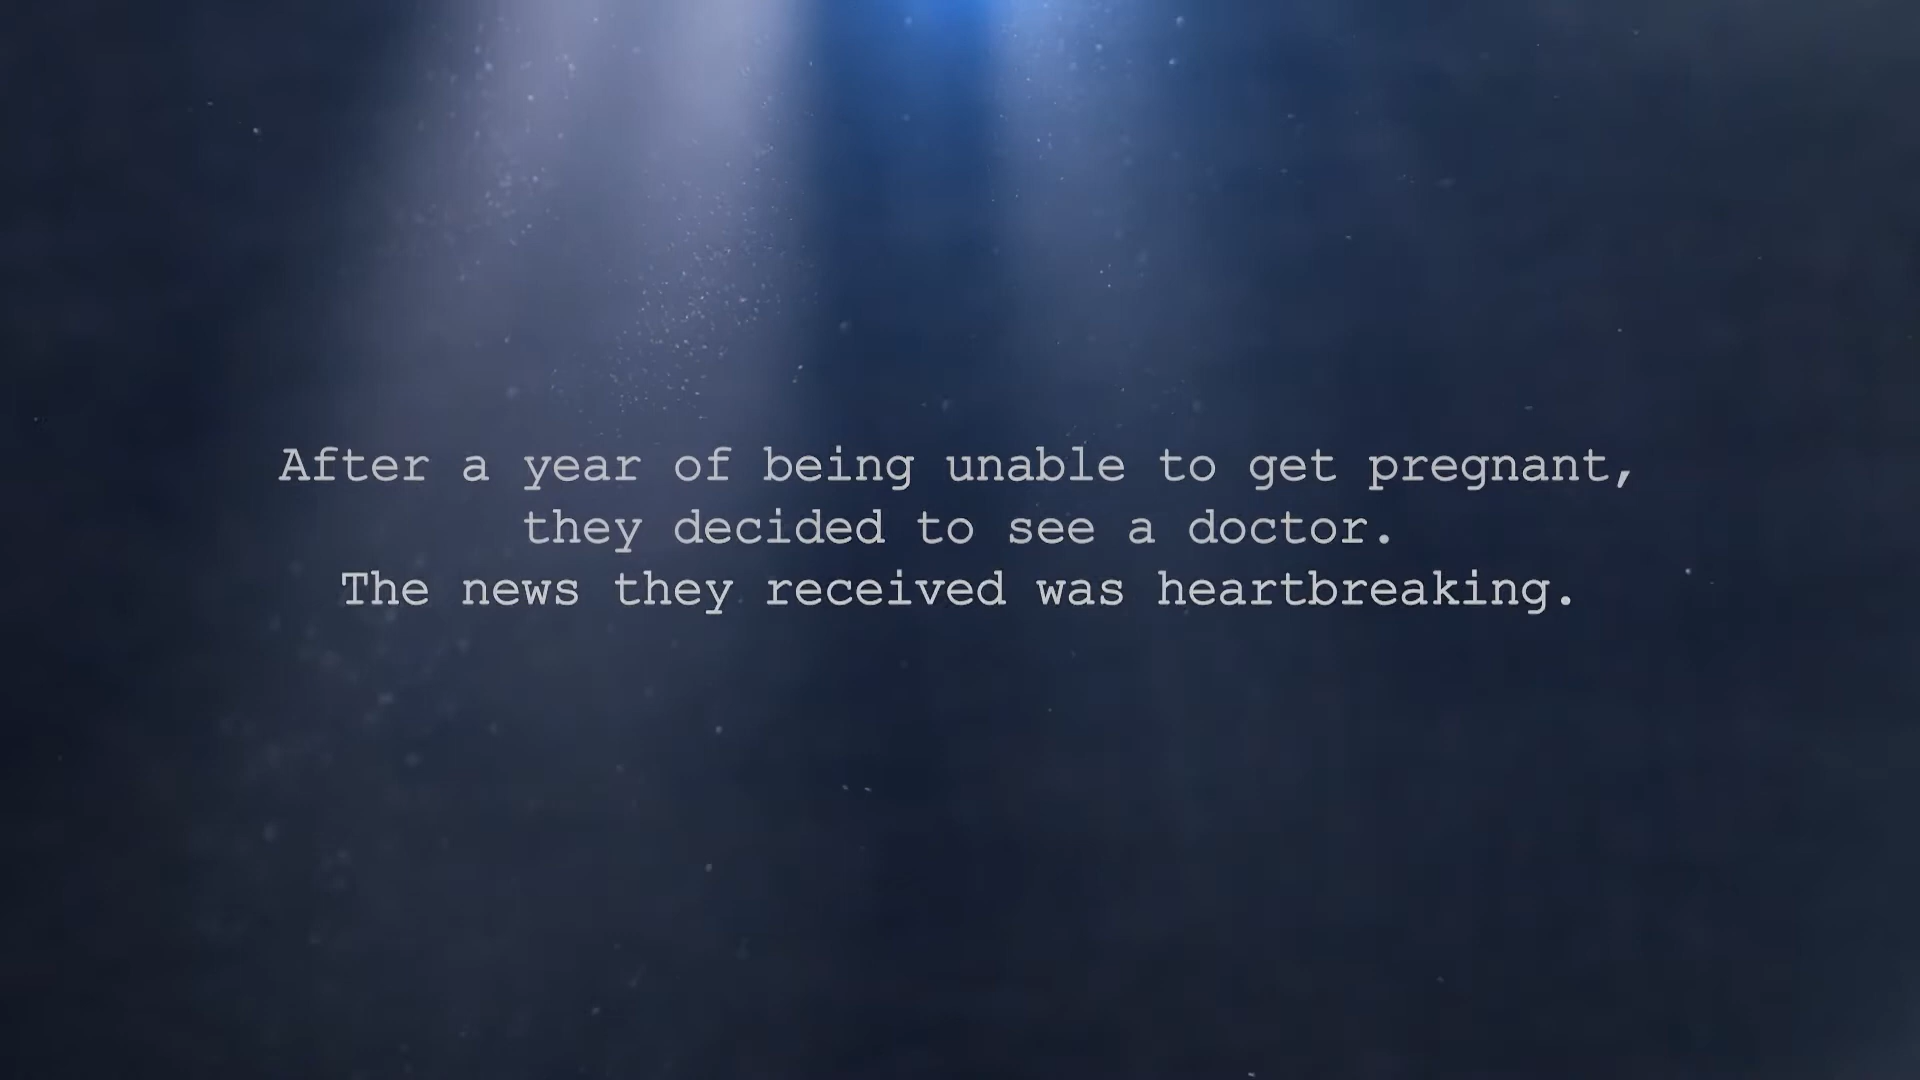 After a year of being unable to get pregnant,
they decided to see a doctor.
The news they received was heartbreaking.